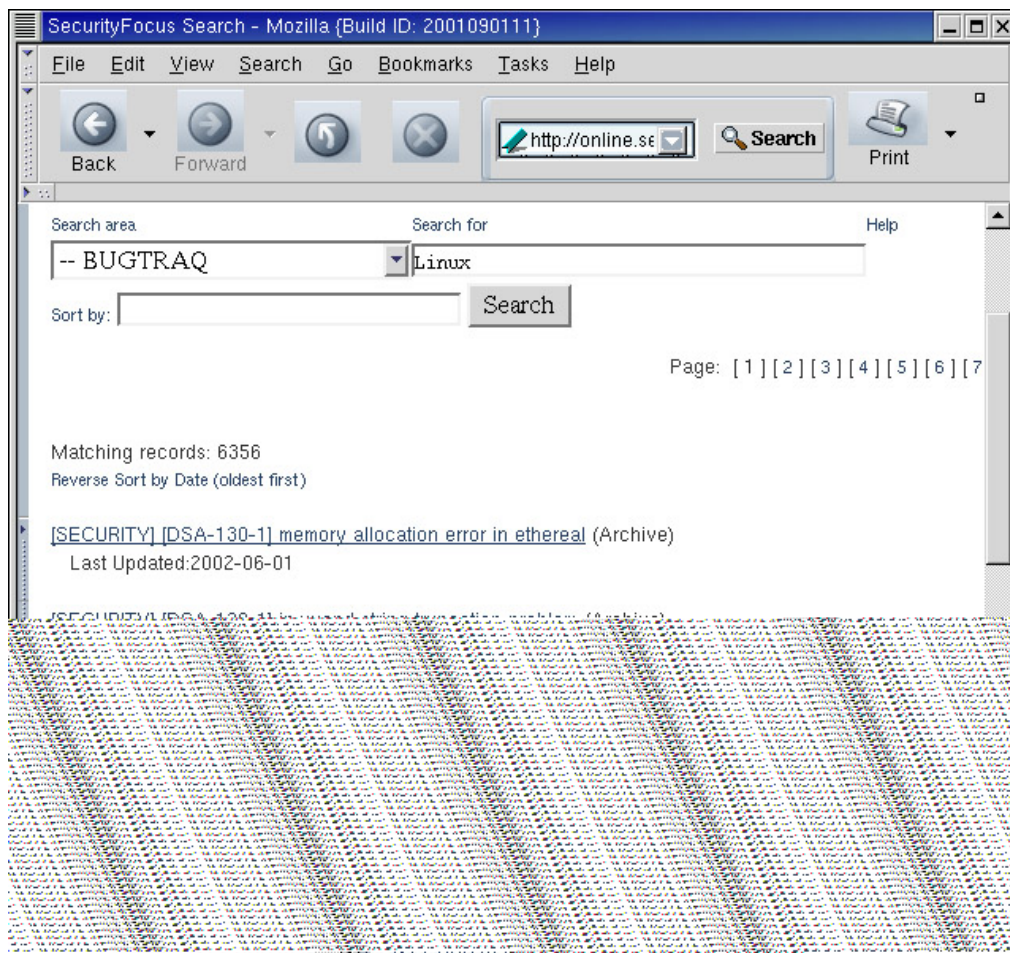 SecurityFocus Search - Mozilla {Build ID: 2001090111}
File Edit View Search Go Bookmarks Tasks Help
http://online.se Search
Back Forward Print
Search area Search for Help
-- BUGTRAQ Linux
Sort by: Search
Page: [ 1 ] [ 2 ] [ 3 ] [ 4 ] [ 5 ] [ 6 ] [ 7
Matching records: 6356
Reverse Sort by Date (oldest first)
[SECURITY] [DSA-130-1] memory allocation error in ethereal (Archive)
Last Updated:2002-06-01